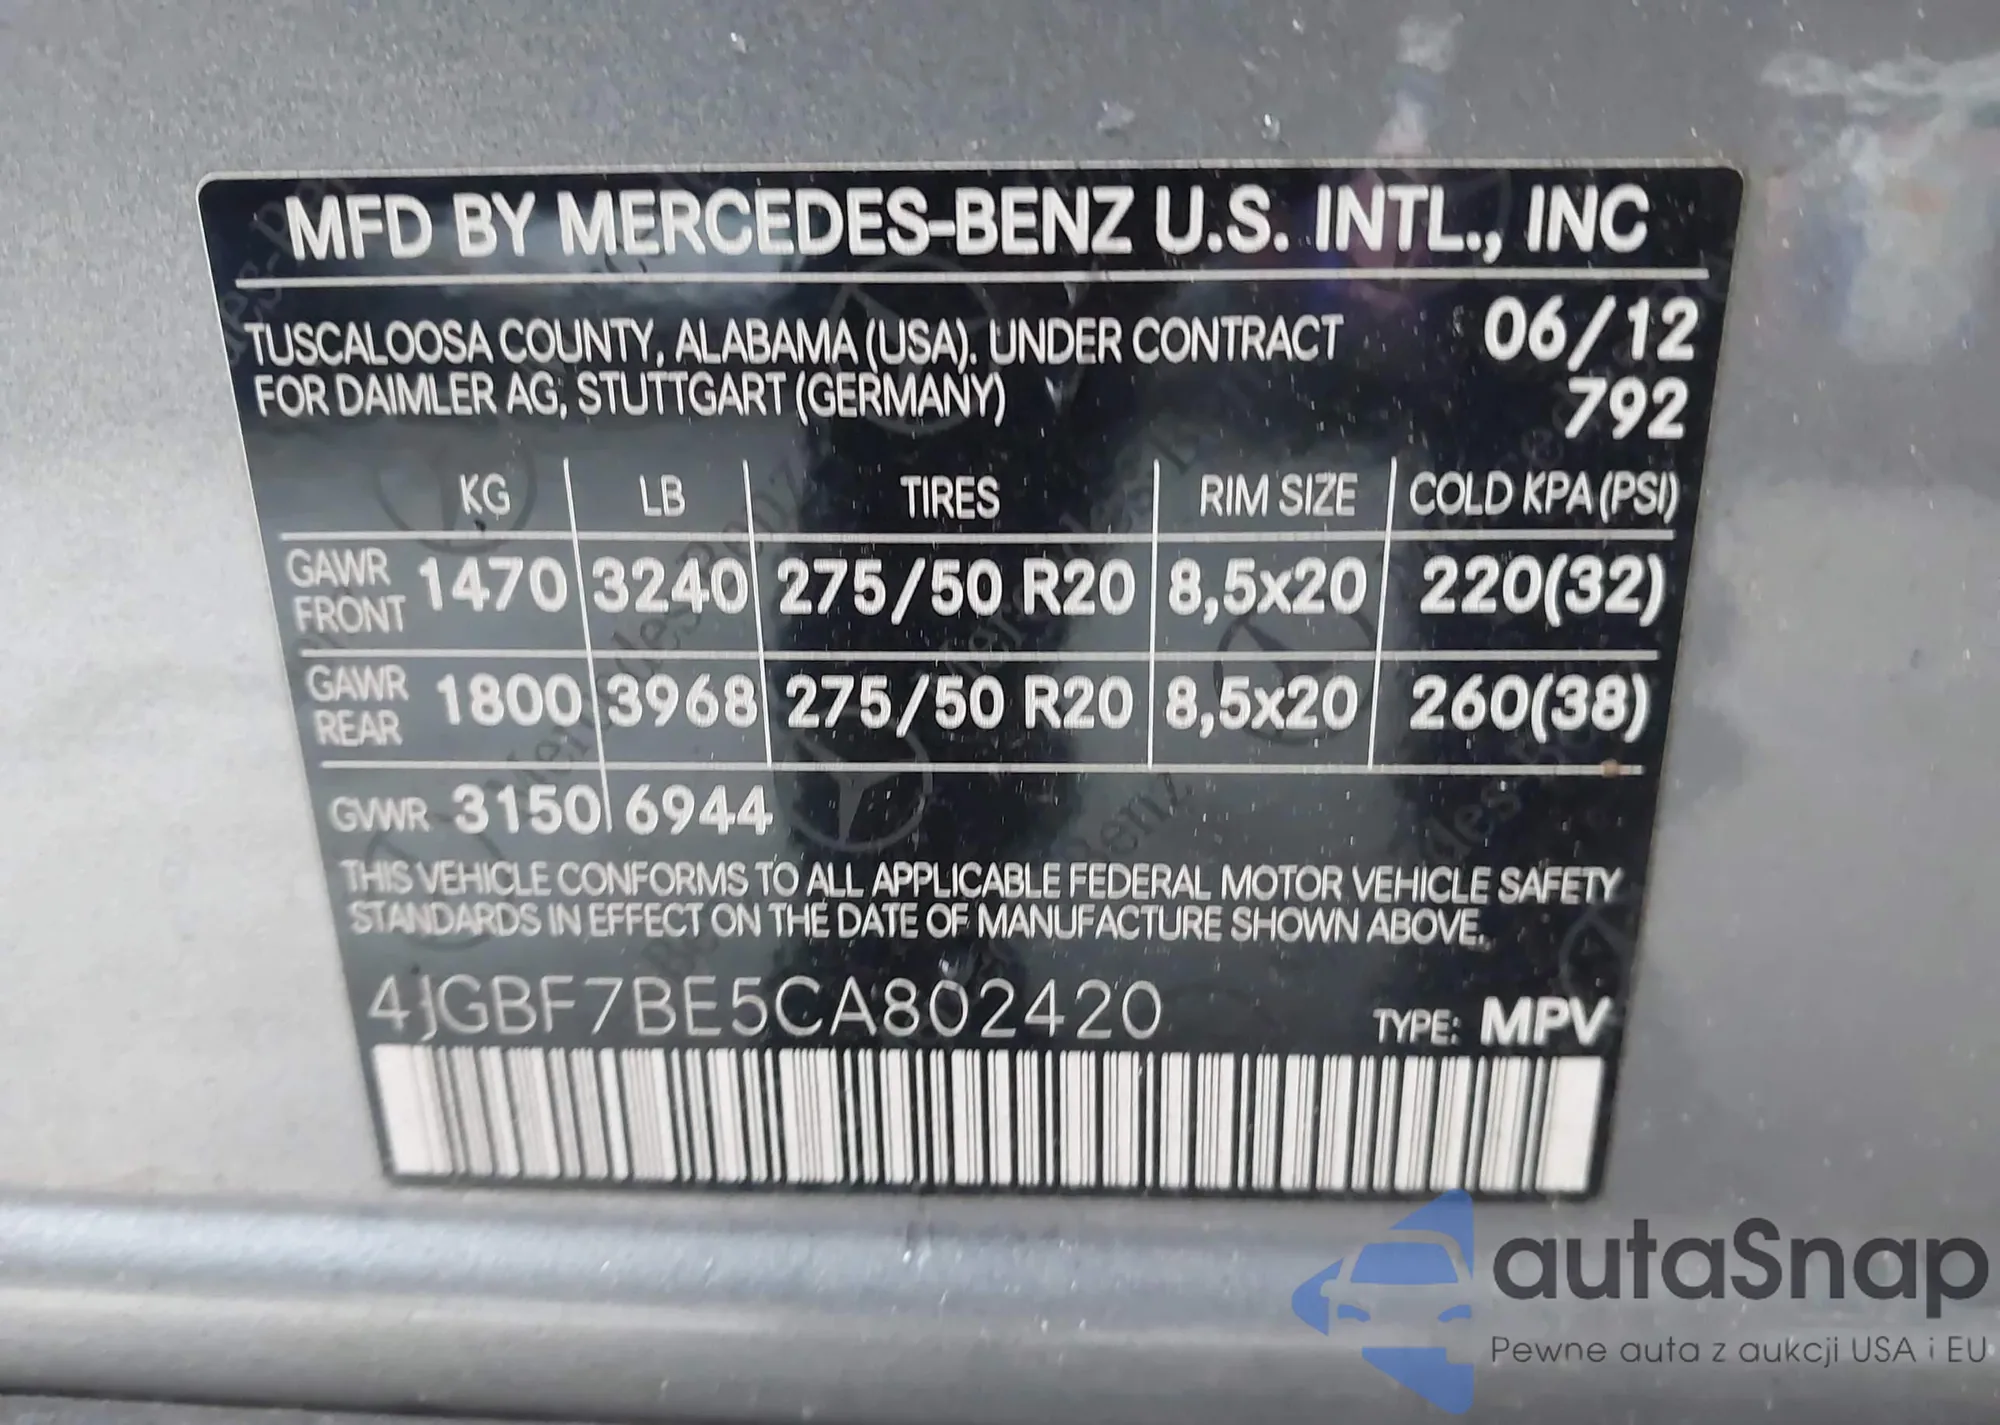 MFD BY MERCEDES-BENZ U.S. INTL., INC
TUSCALOOSA COUNTY, ALABAMA (USA). UNDER CONTRACT 06/12
FOR DAIMLER AG, STUTTGART (GERMANY) 792
KG LB TIRES RIM SIZE COLD KPA (PSI)
GAWR FRONT 1470 3240 275/50 R20 8,5x20 220(32)
GAWR REAR 1800 3968 275/50 R20 8,5x20 260(38)
GVWR 3150 6944
THIS VEHICLE CONFORMS TO ALL APPLICABLE FEDERAL MOTOR VEHICLE SAFETY
STANDARDS IN EFFECT ON THE DATE OF MANUFACTURE SHOWN ABOVE.
4JGBF7BE5CA802420 TYPE: MPV
autaSnap
Pewne auta z aukcji USA i EU